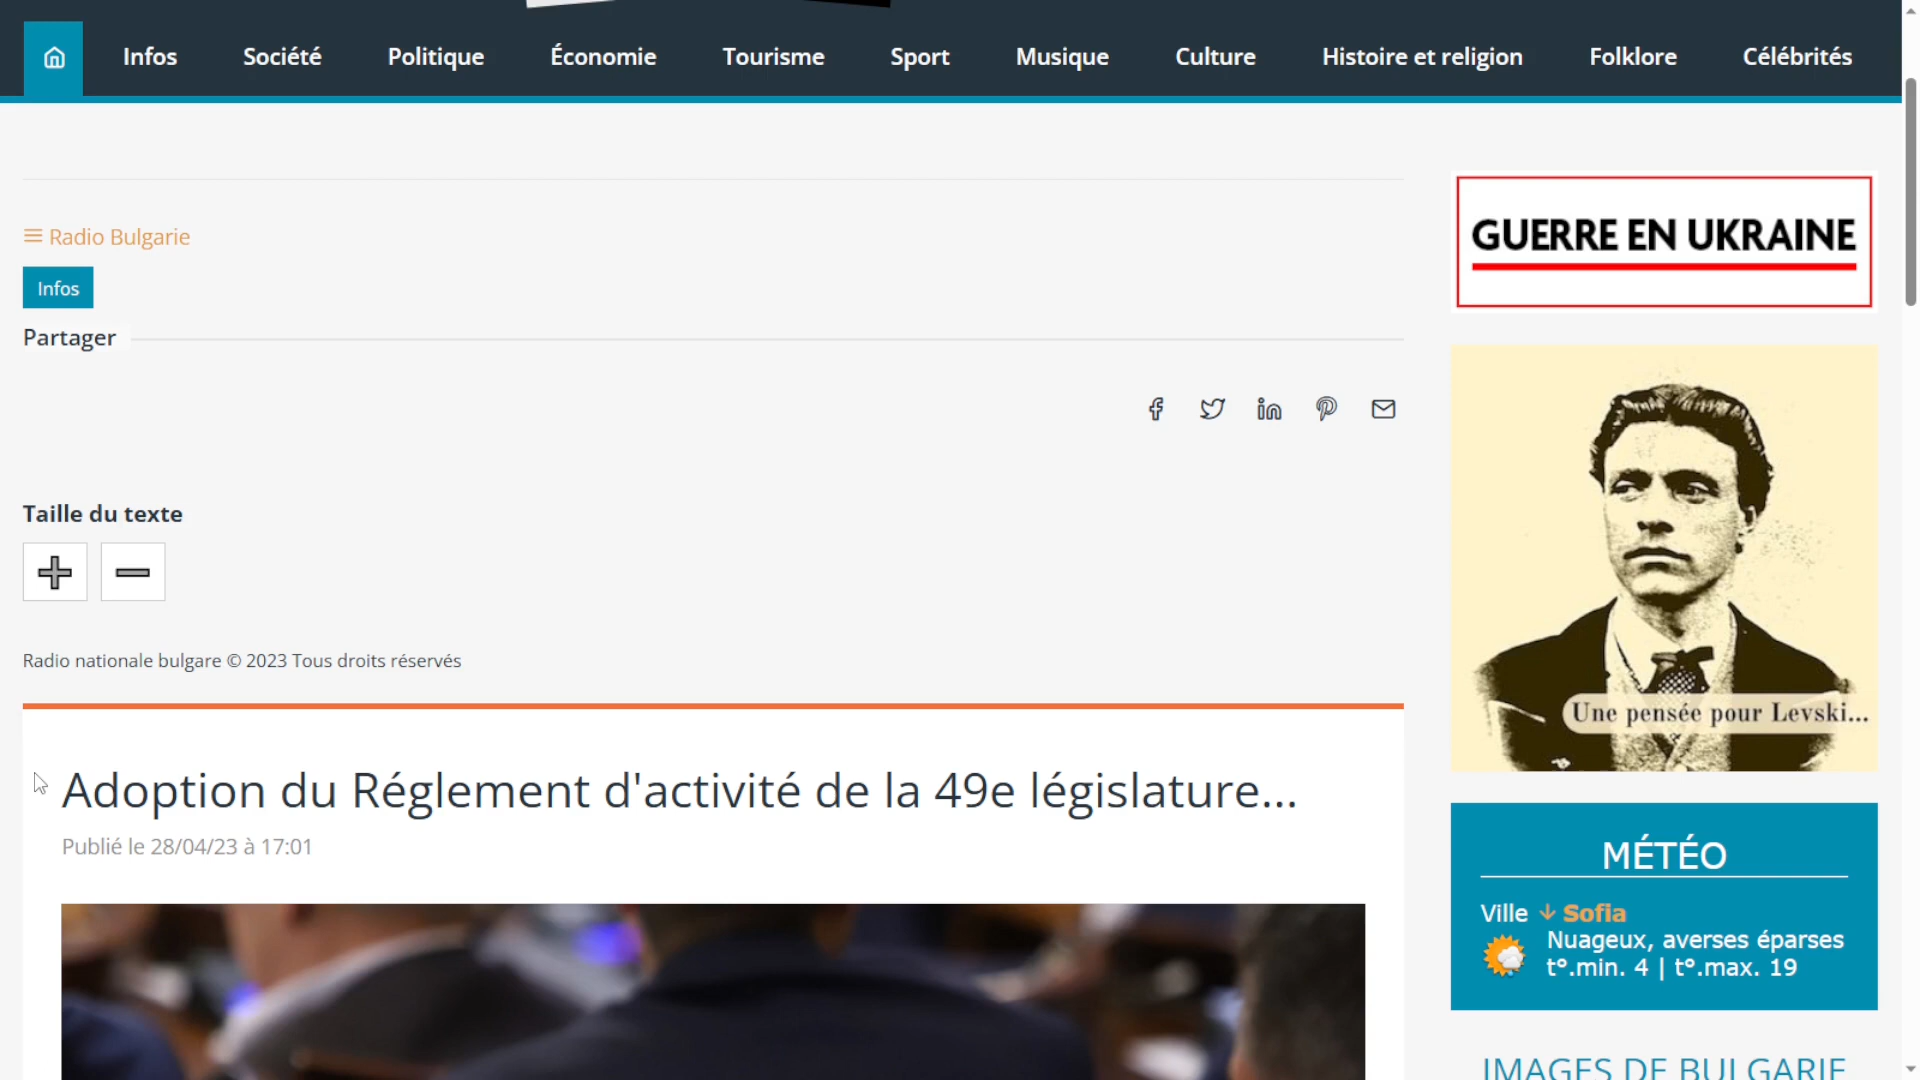 Infos Société Politique Économie Tourisme Sport Musique Culture Histoire et religion Folklore Célébrités
Radio Bulgarie
Infos
Partager
Taille du texte
Radio nationale bulgare © 2023 Tous droits réservés
Adoption du Réglement d'activité de la 49e législature...
Publié le 28/04/23 à 17:01
GUERRE EN UKRAINE
Une pensée pour Levski...
MÉTÉO
Ville Sofia
Nuageux, averses éparses
t°.min. 4 | t°.max. 19
IMAGES DE BULGARIE